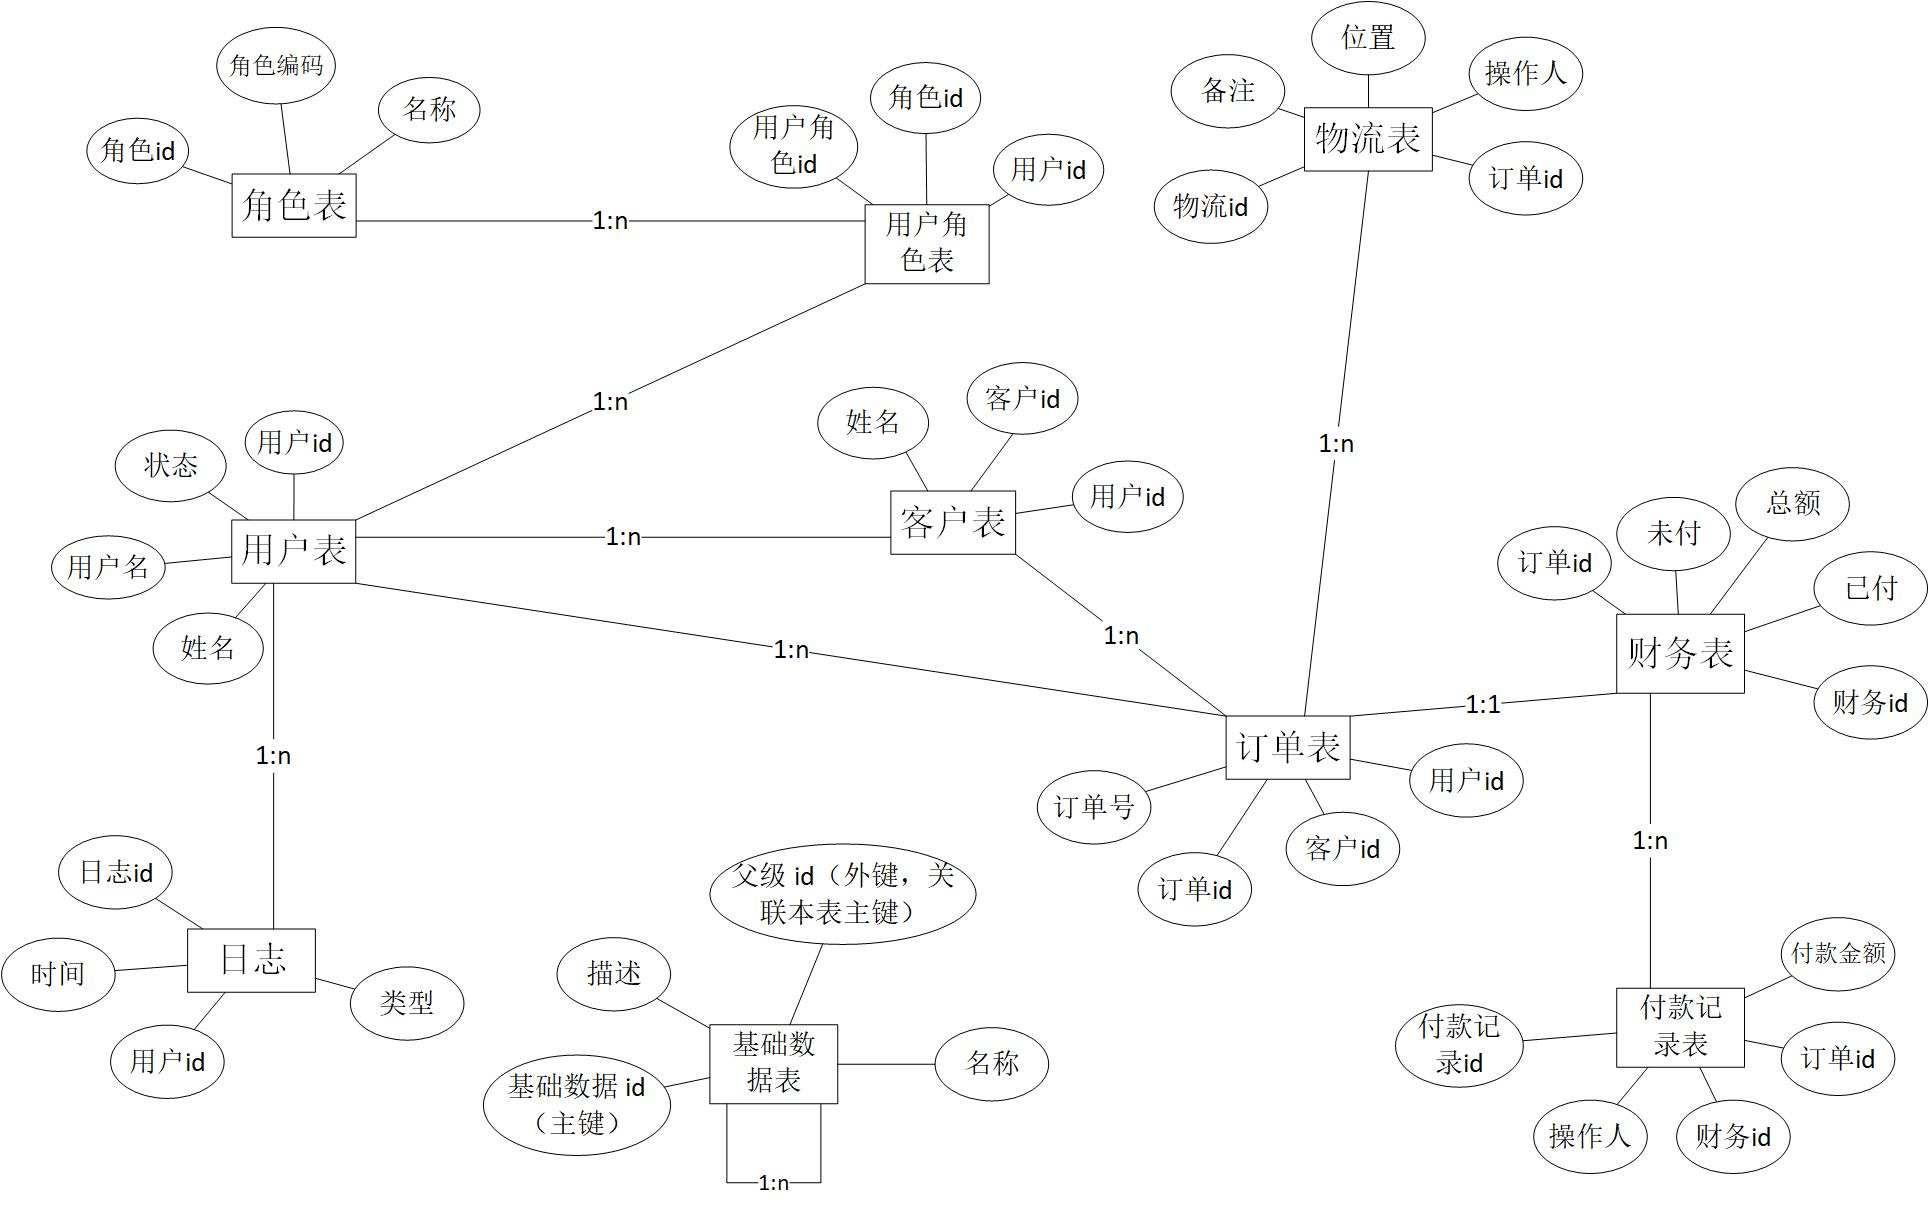 位置
角色编码
操作人
备注
角色id
名称
用户角
色id
物流表
角色id
用户id
订单id
角色表
物流id
1:n
用户角
色表
1:n
客户id
姓名
用户id
1:n
状态
用户id
总额
客户表
未付
用户表
1:n
订单id
用户名
已付
1:n
姓名
1:n
财务表
1:1
财务id
订单表
1:n
用户id
订单号
1:n
客户id
日志id
父级 id（外键，关
联本表主键）
订单id
日志
付款金额
时间
描述
类型
付款记
录表
付款记
录id
用户id
基础数
据表
名称
订单id
基础数据 id
（主键）
操作人
财务id
1:n